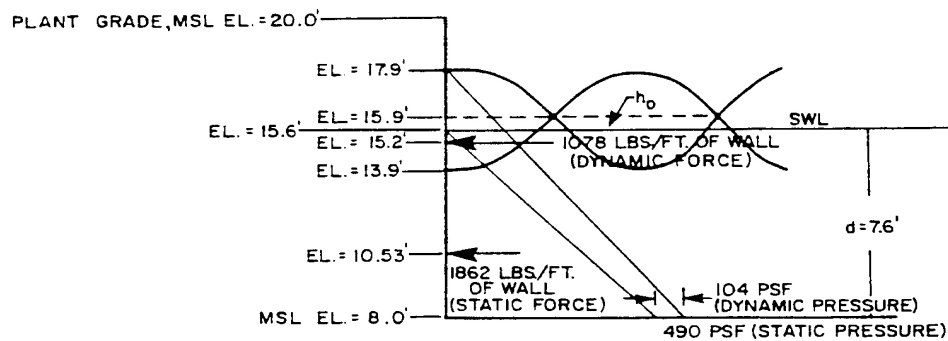 PLANT GRADE, MSL EL. = 20.0'
EL. = 17.9'
EL. = 15.9'
h₀
SWL
EL. = 15.6'
EL. = 15.2'
1078 LBS/FT. OF WALL
(DYNAMIC FORCE)
EL. = 13.9'
d = 7.6'
EL. = 10.53'
1862 LBS./FT.
OF WALL
(STATIC FORCE)
104 PSF
(DYNAMIC PRESSURE)
MSL EL. = 8.0'
490 PSF (STATIC PRESSURE)